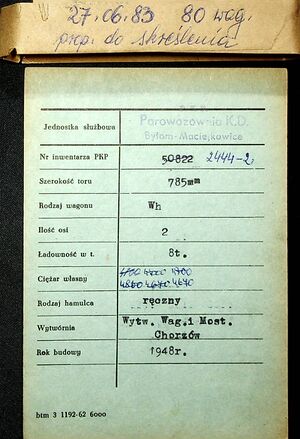 27.06.83 80 wag.
prop. do skreślenia
P.K.P.
Parowozownia K.D.
Bytom-Maciejkowice
Jednostka służbowa
Nr inwentarza PKP 50822 2444-2
Szerokość toru 785mm
Rodzaj wagonu Wh
Ilość osi 2
Ładowność w t. 8t.
Ciężar własny
4670
Rodzaj hamulca ręczny
Wytwórnia Wytw. Wag.i Most.
Chorzów
Rok budowy 1948r.
btm 3 1192-62 6000